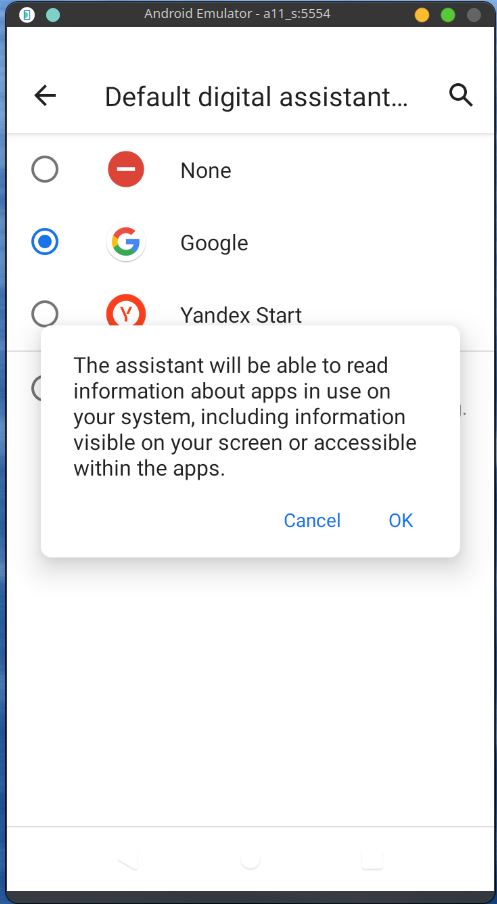 Android Emulator - a11_s:5554
Default digital assistant…
None
Google
Yandex Start
The assistant will be able to read
information about apps in use on
your system, including information
visible on your screen or accessible
within the apps.
Cancel OK